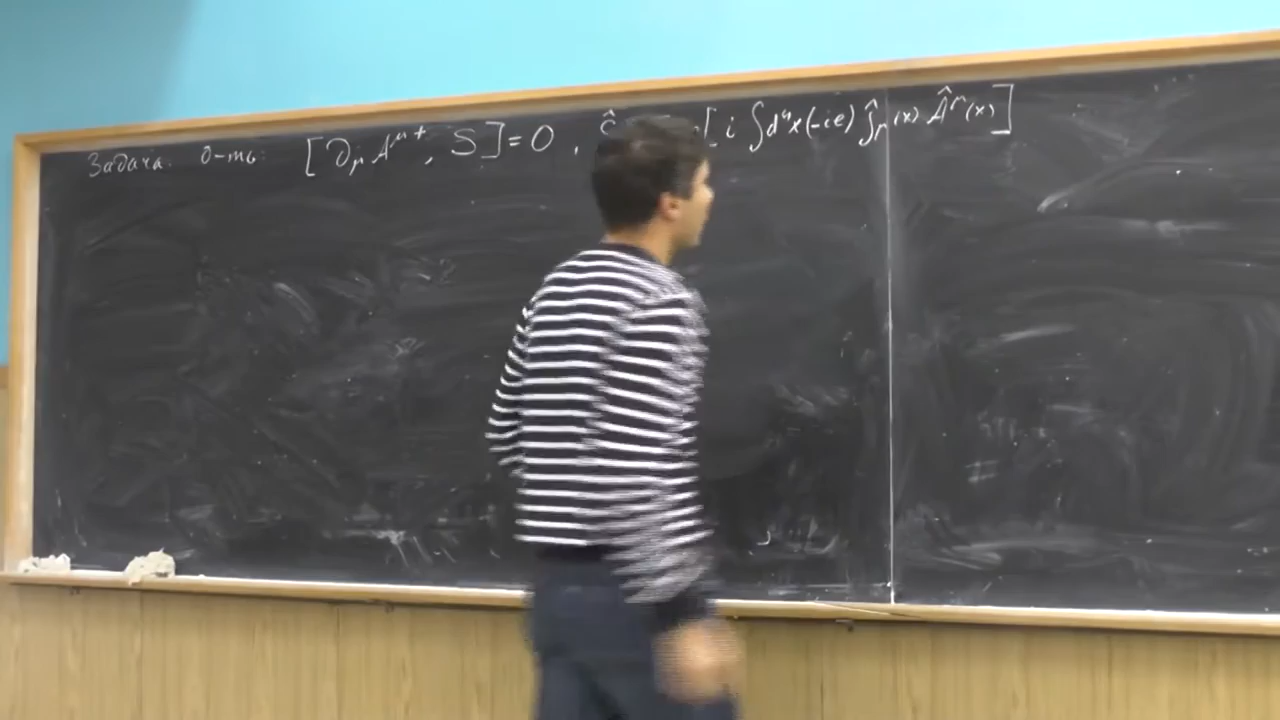 Задача: д-ть: [∂_μ A^{μ+}, S] = 0, Ŝ [i ∫d⁴x(-ie) ĵ_μ(x) Â^μ(x)]